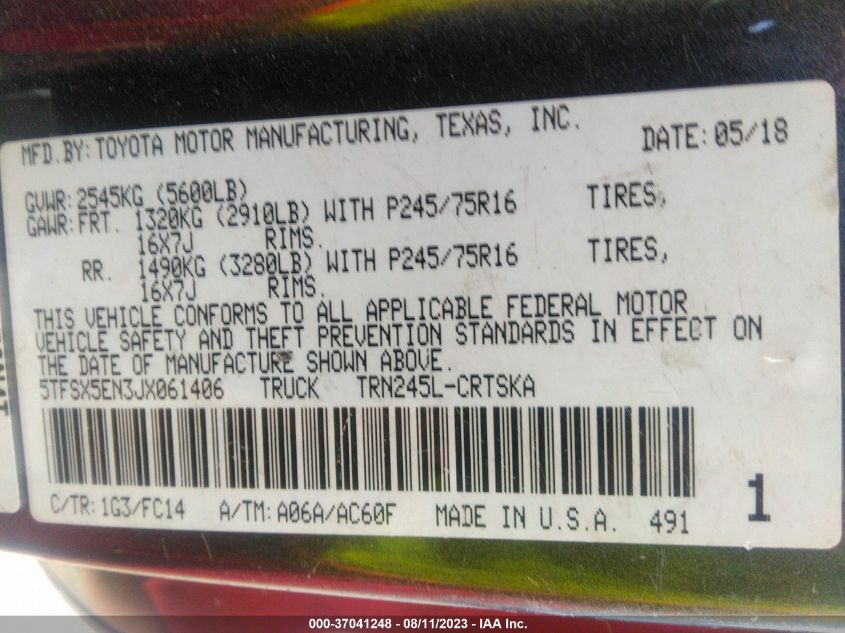 MFD.BY:TOYOTA MOTOR MANUFACTURING, TEXAS, INC. DATE:05/18
GVWR:2545KG (5600LB)
GAWR:FRT. 1320KG (2910LB) WITH P245/75R16 TIRES,
16X7J RIMS.
RR. 1490KG (3280LB) WITH P245/75R16 TIRES,
16X7J RIMS.
THIS VEHICLE CONFORMS TO ALL APPLICABLE FEDERAL MOTOR
VEHICLE SAFETY AND THEFT PREVENTION STANDARDS IN EFFECT ON
THE DATE OF MANUFACTURE SHOWN ABOVE.
5TFSX5EN3JX061406 TRUCK TRN245L-CRTSKA
C/TR:1G3/FC14 A/TM:A06A/AC60F MADE IN U.S.A. 491
1
000-37041248 - 08/11/2023 - IAA Inc.